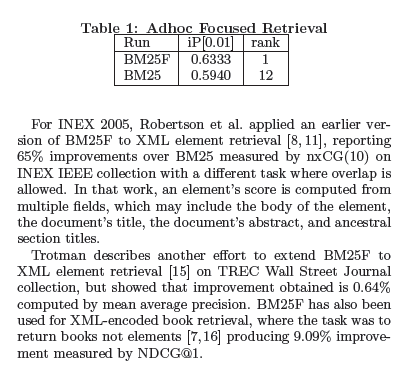 Table 1: Adhoc Focused Retrieval
Run iP[0.01] rank
BM25F 0.6333 1
BM25 0.5940 12
For INEX 2005, Robertson et al. applied an earlier ver-
sion of BM25F to XML element retrieval [8, 11], reporting
65% improvements over BM25 measured by nxCG(10) on
INEX IEEE collection with a different task where overlap is
allowed. In that work, an element's score is computed from
multiple fields, which may include the body of the element,
the document's title, the document's abstract, and ancestral
section titles.
Trotman describes another effort to extend BM25F to
XML element retrieval [15] on TREC Wall Street Journal
collection, but showed that improvement obtained is 0.64%
computed by mean average precision. BM25F has also been
used for XML-encoded book retrieval, where the task was to
return books not elements [7, 16] producing 9.09% improve-
ment measured by NDCG@1.